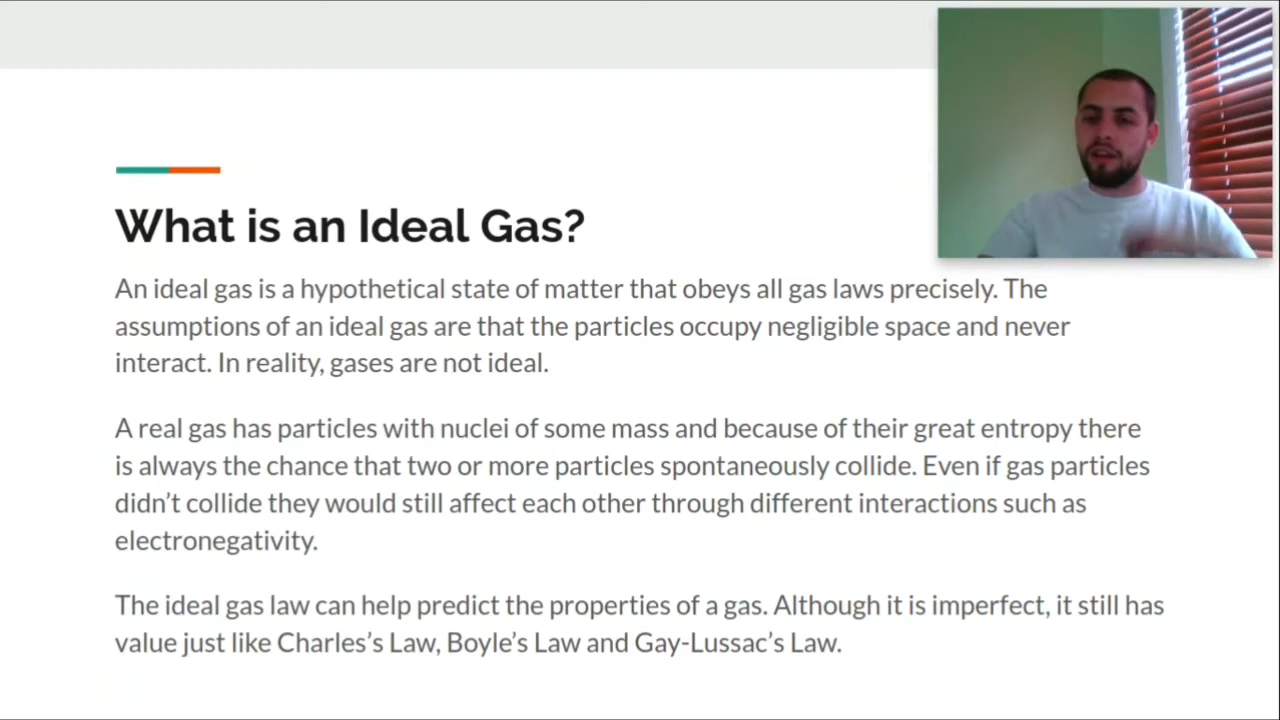 What is an Ideal Gas?
An ideal gas is a hypothetical state of matter that obeys all gas laws precisely. The
assumptions of an ideal gas are that the particles occupy negligible space and never
interact. In reality, gases are not ideal.
A real gas has particles with nuclei of some mass and because of their great entropy there
is always the chance that two or more particles spontaneously collide. Even if gas particles
didn’t collide they would still affect each other through different interactions such as
electronegativity.
The ideal gas law can help predict the properties of a gas. Although it is imperfect, it still has
value just like Charles’s Law, Boyle’s Law and Gay-Lussac’s Law.